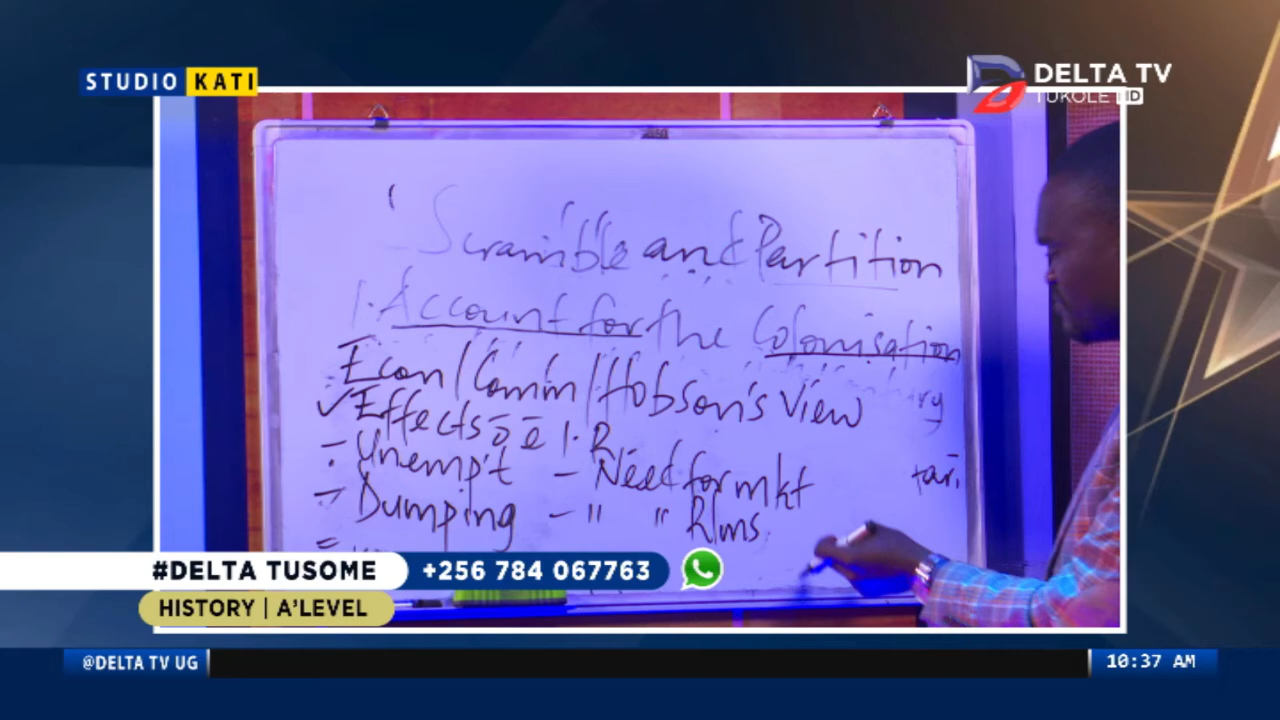 STUDIO KATI
DELTA TV
TUKOLE HD
Scramble and Partition
1. Account for the Colonisation
Econ/Comm/Hobson's View
✓Effects ō ē I.R
- Unemp't - Need for mkt
- Dumping - " " R/ms
#DELTA TUSOME +256 784 067763
HISTORY | A'LEVEL
@DELTA TV UG
10:37 AM